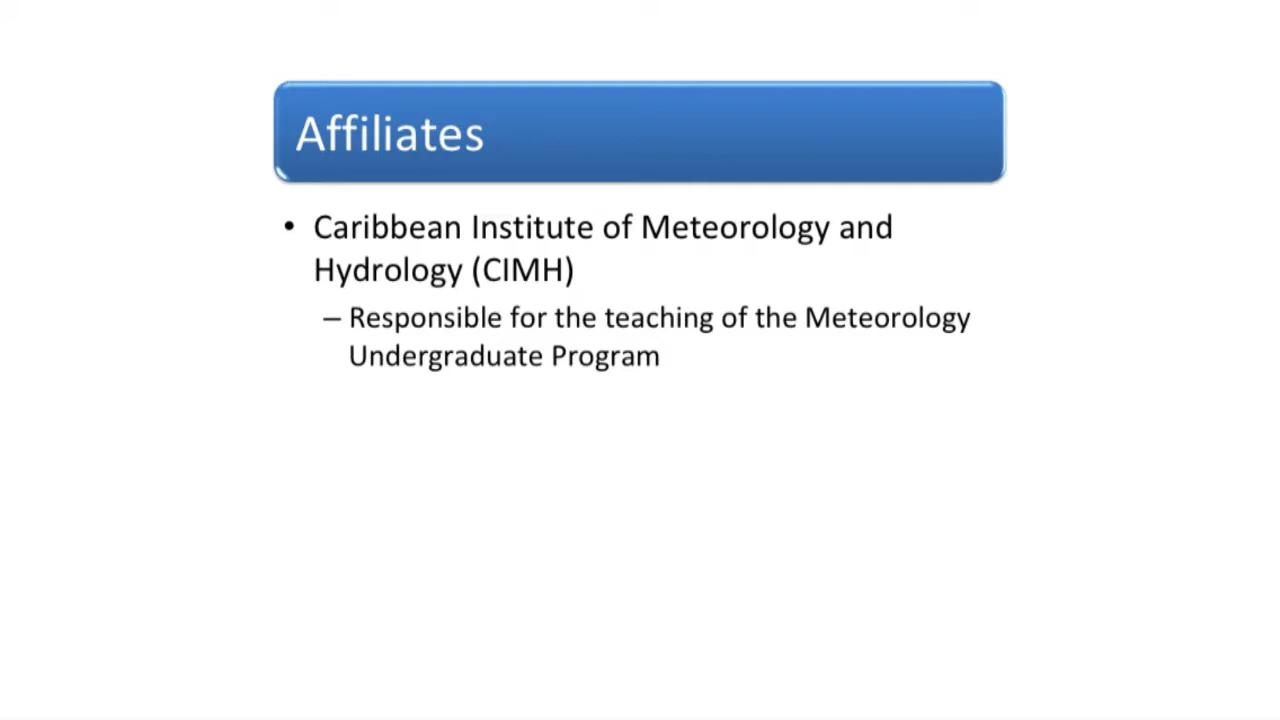 Affiliates
• Caribbean Institute of Meteorology and
Hydrology (CIMH)
– Responsible for the teaching of the Meteorology
Undergraduate Program